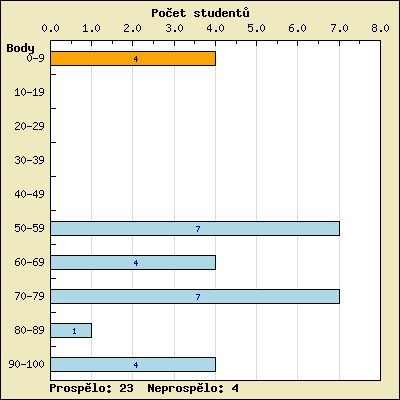 Počet studentů
0.0 1.0 2.0 3.0 4.0 5.0 6.0 7.0 8.0
Body
0-9 4
10-19
20-29
30-39
40-49
50-59 7
60-69 4
70-79 7
80-89 1
90-100 4
Prospělo: 23 Neprospělo: 4